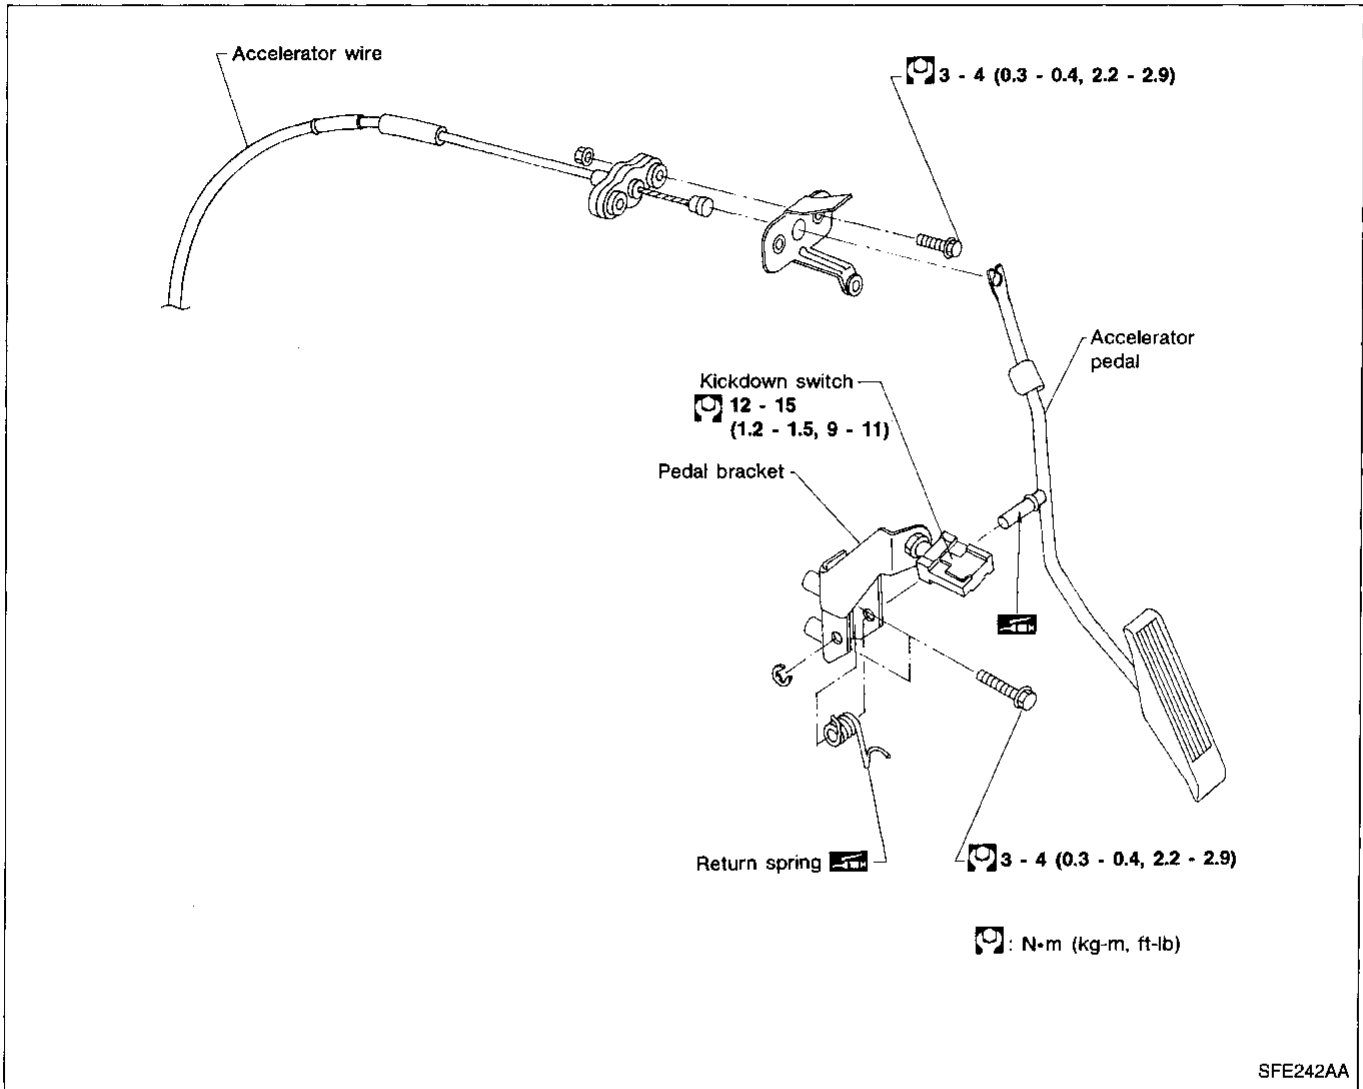 Accelerator wire
3 - 4 (0.3 - 0.4, 2.2 - 2.9)
Accelerator
pedal
Kickdown switch
12 - 15
(1.2 - 1.5, 9 - 11)
Pedal bracket
Return spring
3 - 4 (0.3 - 0.4, 2.2 - 2.9)
: N•m (kg-m, ft-lb)
SFE242AA